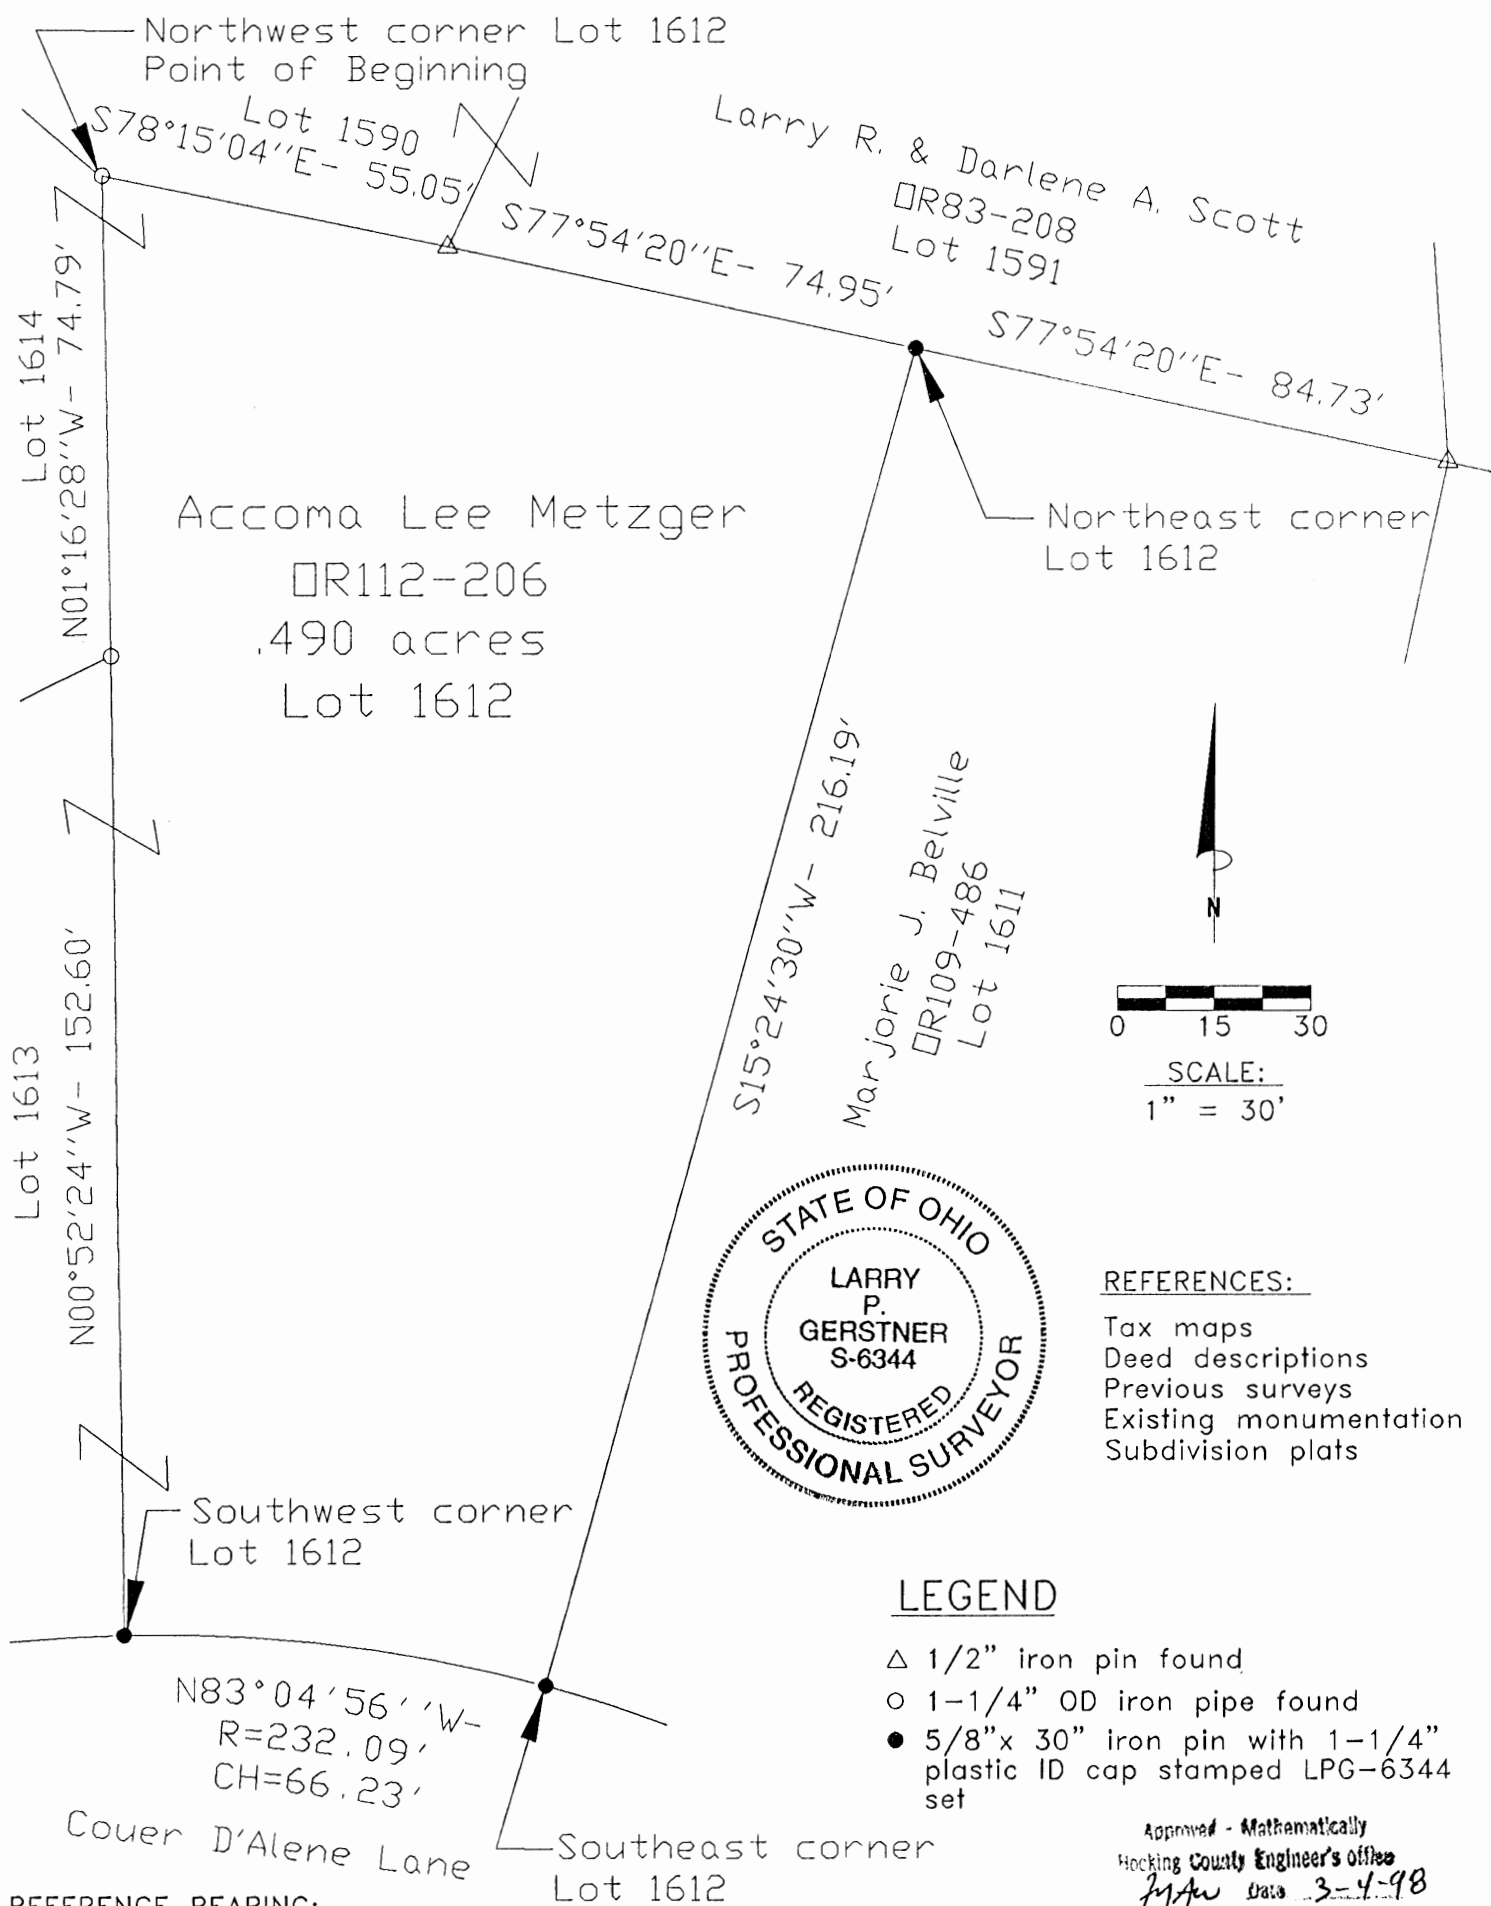 Northwest corner Lot 1612
Point of Beginning
Lot 1590
S78°15'04''E- 55.05'
Larry R. & Darlene A. Scott
OR83-208
Lot 1591
S77°54'20''E- 74.95'
S77°54'20''E- 84.73'
Lot 1614
N01°16'28''W- 74.79'
Accoma Lee Metzger
OR112-206
.490 acres
Lot 1612
Northeast corner
Lot 1612
S15°24'30''W- 216.19'
Marjorie J. Belville
OR109-486
Lot 1611
N
0 15 30
SCALE:
1" = 30'
Lot 1613
N00°52'24''W- 152.60'
STATE OF OHIO
LARRY
P.
GERSTNER
S-6344
REGISTERED
PROFESSIONAL SURVEYOR
REFERENCES:
Tax maps
Deed descriptions
Previous surveys
Existing monumentation
Subdivision plats
Southwest corner
Lot 1612
LEGEND
△ 1/2" iron pin found
○ 1-1/4" OD iron pipe found
● 5/8"x 30" iron pin with 1-1/4"
plastic ID cap stamped LPG-6344
set
N83°04'56''W-
R=232.09'
CH=66.23'
Couer D'Alene Lane
Southeast corner
Lot 1612
Approved - Mathematically
Hocking County Engineer's office
Date 3-4-98
REFERENCE BEARING: